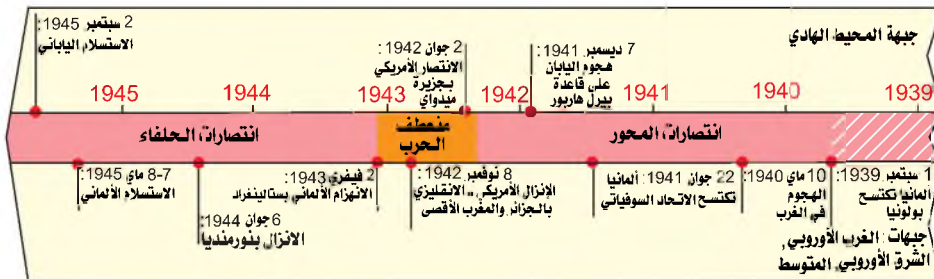 جبهة المحيط الهادي
7 ديسمبر 1941:
هجوم اليابان
على قاعدة
بيرل هاربور
2 جوان 1942:
الانتصار الأمريكي
بجزيرة
ميدواي
2 سبتمبر 1945:
الاستسلام الياباني
1939
1940
1941
1942
1943
1944
1945
انتصارات المحور
منعطف
الحرب
انتصارات الحلفاء
1 سبتمبر 1939:
ألمانيا تكتسح
بولونيا
10 ماي 1940:
الهجوم
في الغرب
22 جوان 1941: ألمانيا
تكتسح الاتحاد السوفياتي
8 نوفمبر 1942:
الإنزال الأمريكي .. الانقليزي
بالجزائر والمغرب الأقصى
2 فيفري 1943:
الانهزام الألماني بستالينغراد
6 جوان 1944:
الانزال بنورمنديا
7-8 ماي 1945:
الاستسلام الألماني
جبهات: الغرب الأوروبي,
الشرق الأوروبي, المتوسط